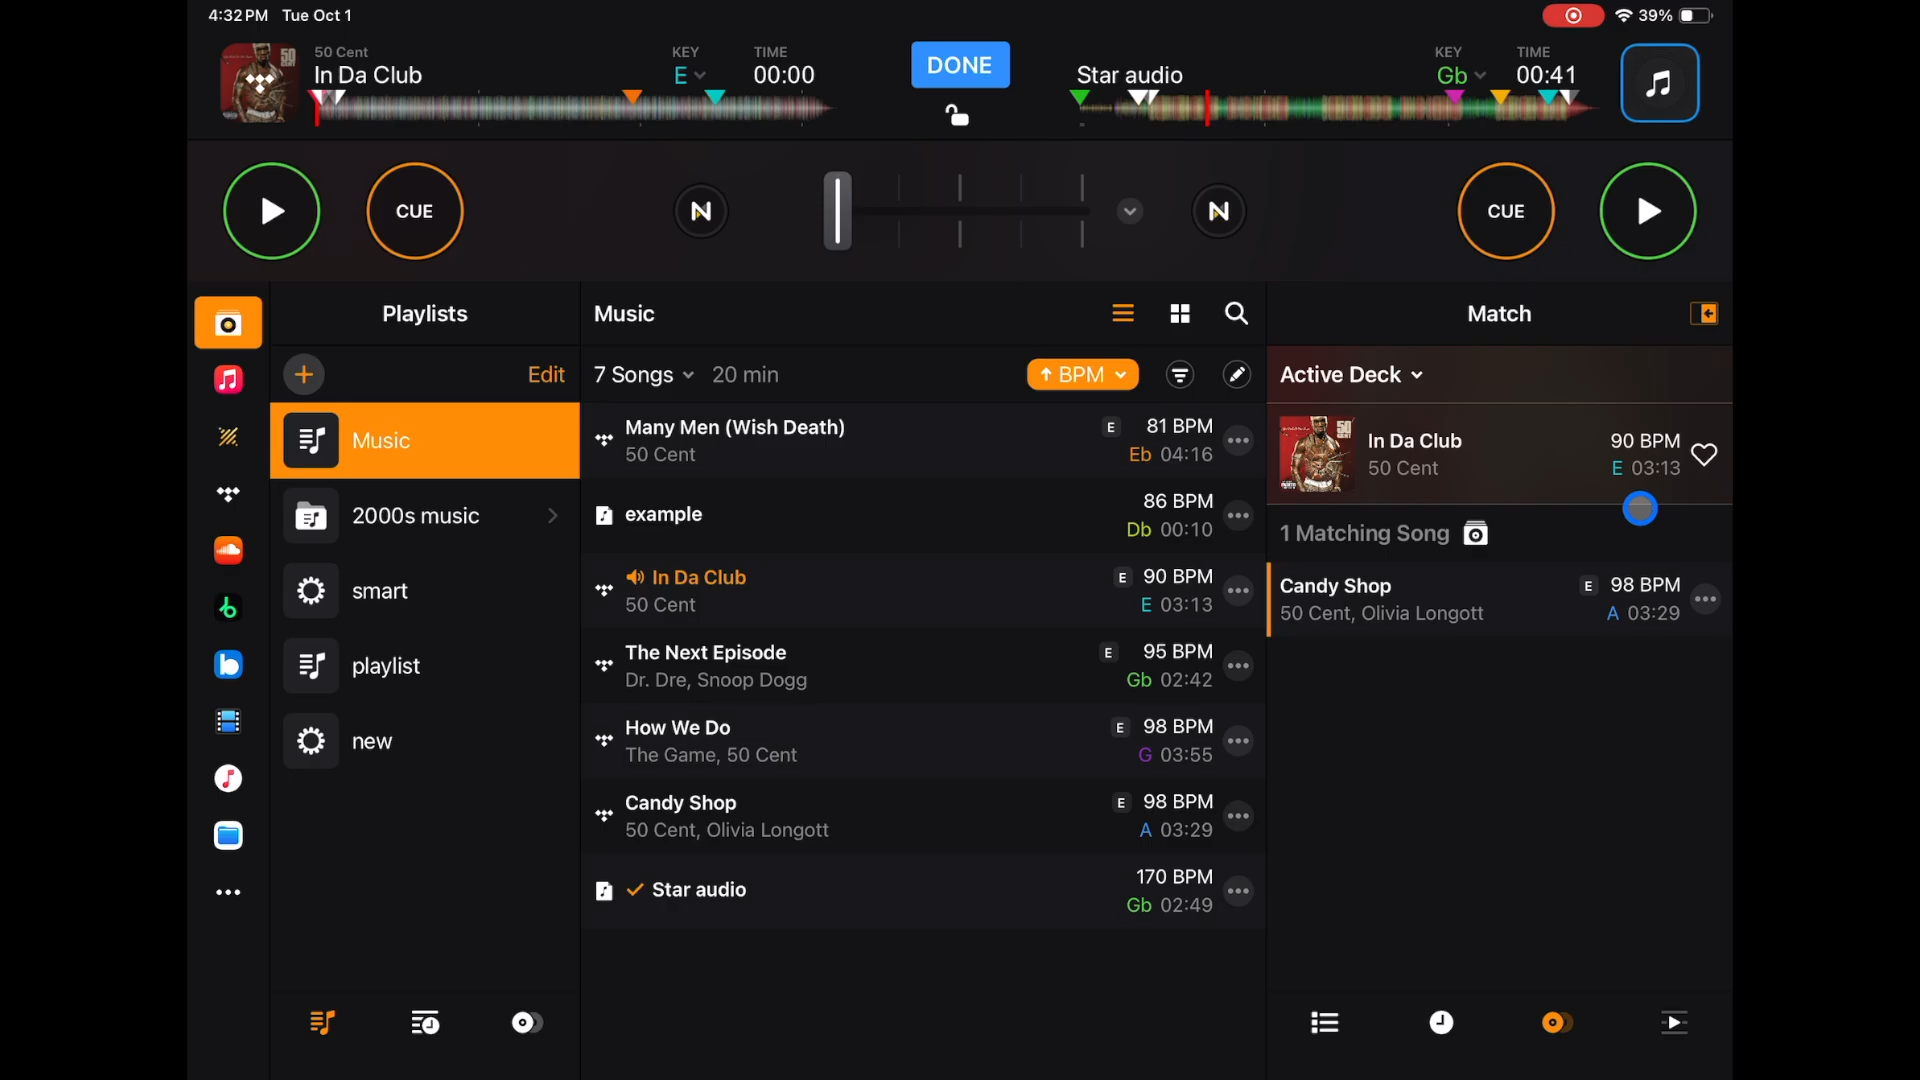 4:32 PM Tue Oct 1
39%
50 Cent
In Da Club
KEY
E
TIME
00:00
DONE
Star audio
KEY
Gb
TIME
00:41
CUE
CUE
Playlists
Edit
Music
2000s music
smart
playlist
new
Music
7 Songs 20 min
BPM
Many Men (Wish Death) E 81 BPM
50 Cent Eb 04:16
example 86 BPM
Db 00:10
In Da Club E 90 BPM
50 Cent E 03:13
The Next Episode E 95 BPM
Dr. Dre, Snoop Dogg Gb 02:42
How We Do E 98 BPM
The Game, 50 Cent G 03:55
Candy Shop E 98 BPM
50 Cent, Olivia Longott A 03:29
Star audio 170 BPM
Gb 02:49
Match
Active Deck
In Da Club 90 BPM
50 Cent E 03:13
1 Matching Song
Candy Shop E 98 BPM
50 Cent, Olivia Longott A 03:29